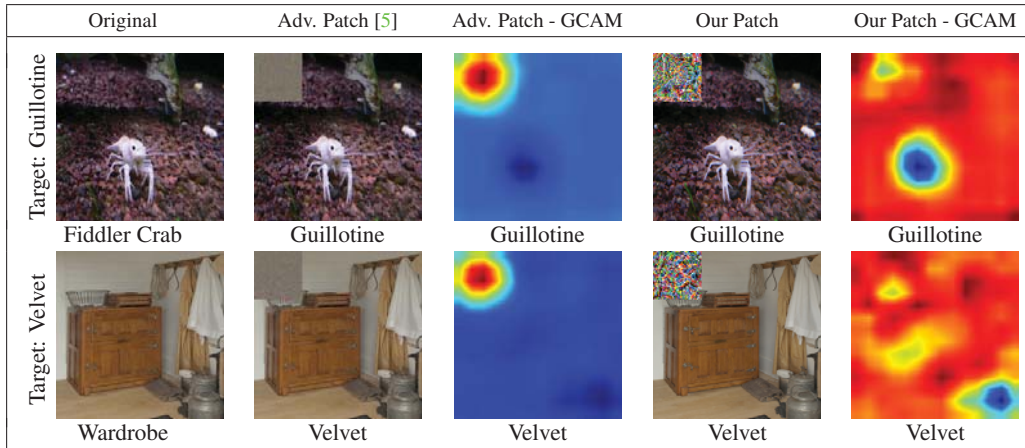 Original Adv. Patch [5] Adv. Patch - GCAM Our Patch Our Patch - GCAM
Target: Guillotine
Fiddler Crab Guillotine Guillotine Guillotine Guillotine
Target: Velvet
Wardrobe Velvet Velvet Velvet Velvet